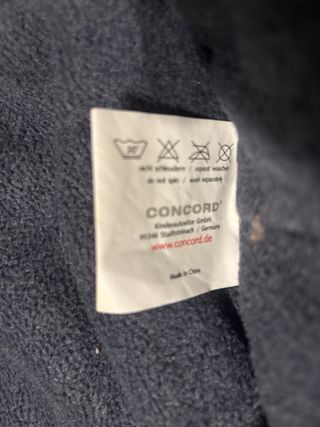 30°
nicht schleudern / separat waschen
do not spin / wash separately
CONCORD®
Kindersitze GmbH
95346 Stadtsteinach / Germany
www.concord.de
Made in China